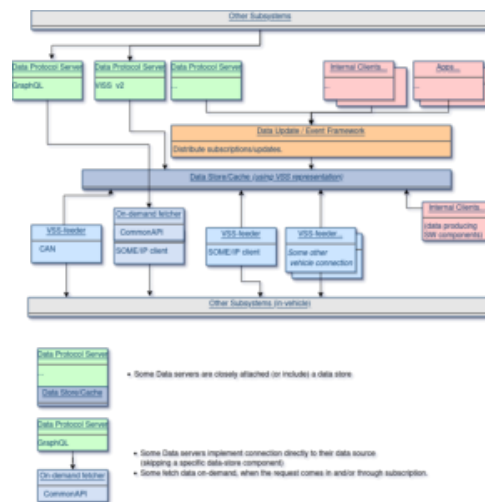 Other Subsystems
Data Protocol Server
GraphQL
Data Protocol Server
VISS v2
Data Protocol Server
...
Internal Clients...
...
Apps...
...
Data Update / Event Framework
Distribute subscriptions/updates.
Data Store/Cache (using VSS representation)
VSS-feeder
CAN
On-demand fetcher
CommonAPI
SOME/IP client
VSS-feeder
SOME/IP client
VSS-feeder...
Some other
vehicle connection
Internal Clients...
(data producing
SW components)
Other Subsystems (in-vehicle)
Data Protocol Server
...
Data Store/Cache
• Some Data servers are closely attached (or include) a data store.
Data Protocol Server
GraphQL
On-demand fetcher
CommonAPI
• Some Data servers implement connection directly to their data source
(skipping a specific data-store component)
• Some fetch data on-demand, when the request comes in and/or through subscription.